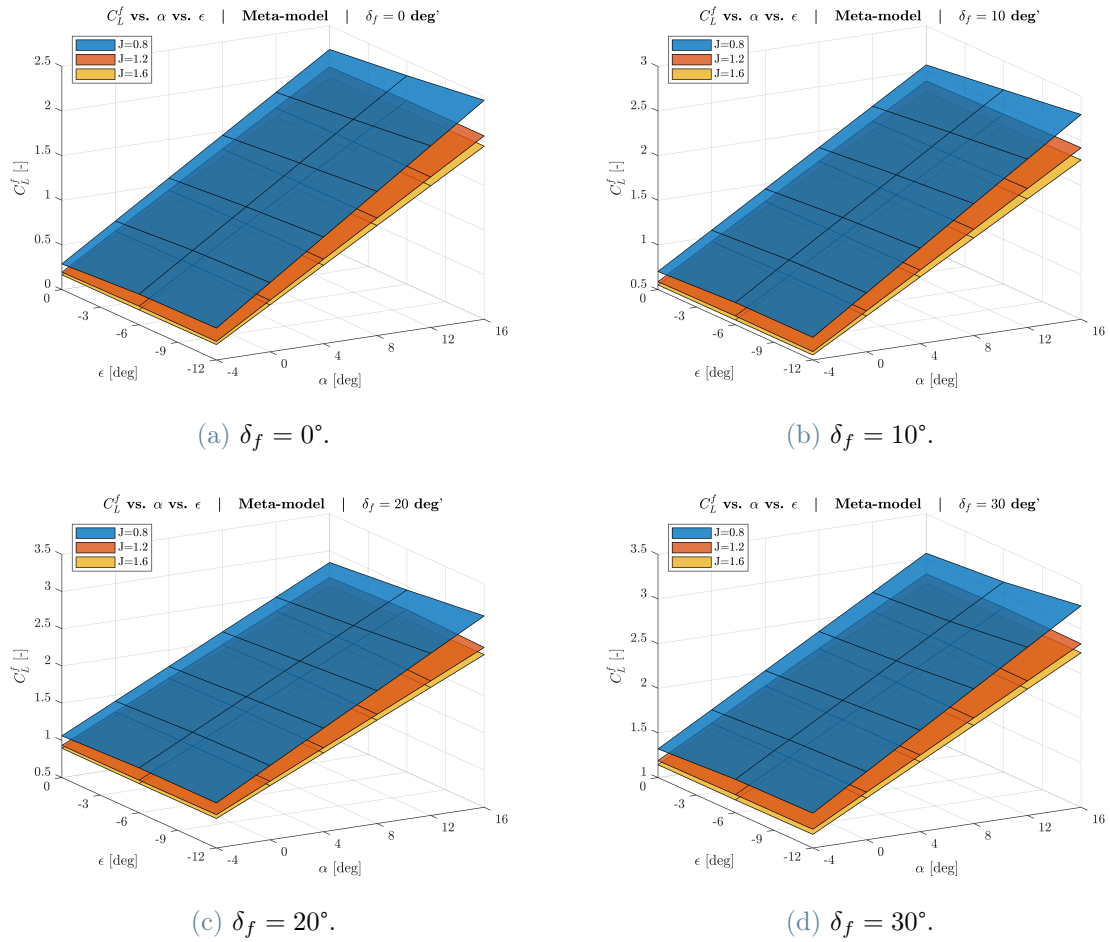 C_L^f vs. α vs. ϵ | Meta-model | δ_f = 0 deg'
J=0.8
J=1.2
J=1.6
2.5
2
1.5
1
0.5
0
C_L^f [-]
0
-3
-6
-9
-12
ϵ [deg]
-4
0
4
8
12
16
α [deg]
(a) δ_f = 0°.
C_L^f vs. α vs. ϵ | Meta-model | δ_f = 10 deg'
J=0.8
J=1.2
J=1.6
3
2.5
2
1.5
1
0.5
C_L^f [-]
0
-3
-6
-9
-12
ϵ [deg]
-4
0
4
8
12
16
α [deg]
(b) δ_f = 10°.
C_L^f vs. α vs. ϵ | Meta-model | δ_f = 20 deg'
J=0.8
J=1.2
J=1.6
3.5
3
2.5
2
1.5
1
0.5
C_L^f [-]
0
-3
-6
-9
-12
ϵ [deg]
-4
0
4
8
12
16
α [deg]
(c) δ_f = 20°.
C_L^f vs. α vs. ϵ | Meta-model | δ_f = 30 deg'
J=0.8
J=1.2
J=1.6
3.5
3
2.5
2
1.5
1
C_L^f [-]
0
-3
-6
-9
-12
ϵ [deg]
-4
0
4
8
12
16
α [deg]
(d) δ_f = 30°.